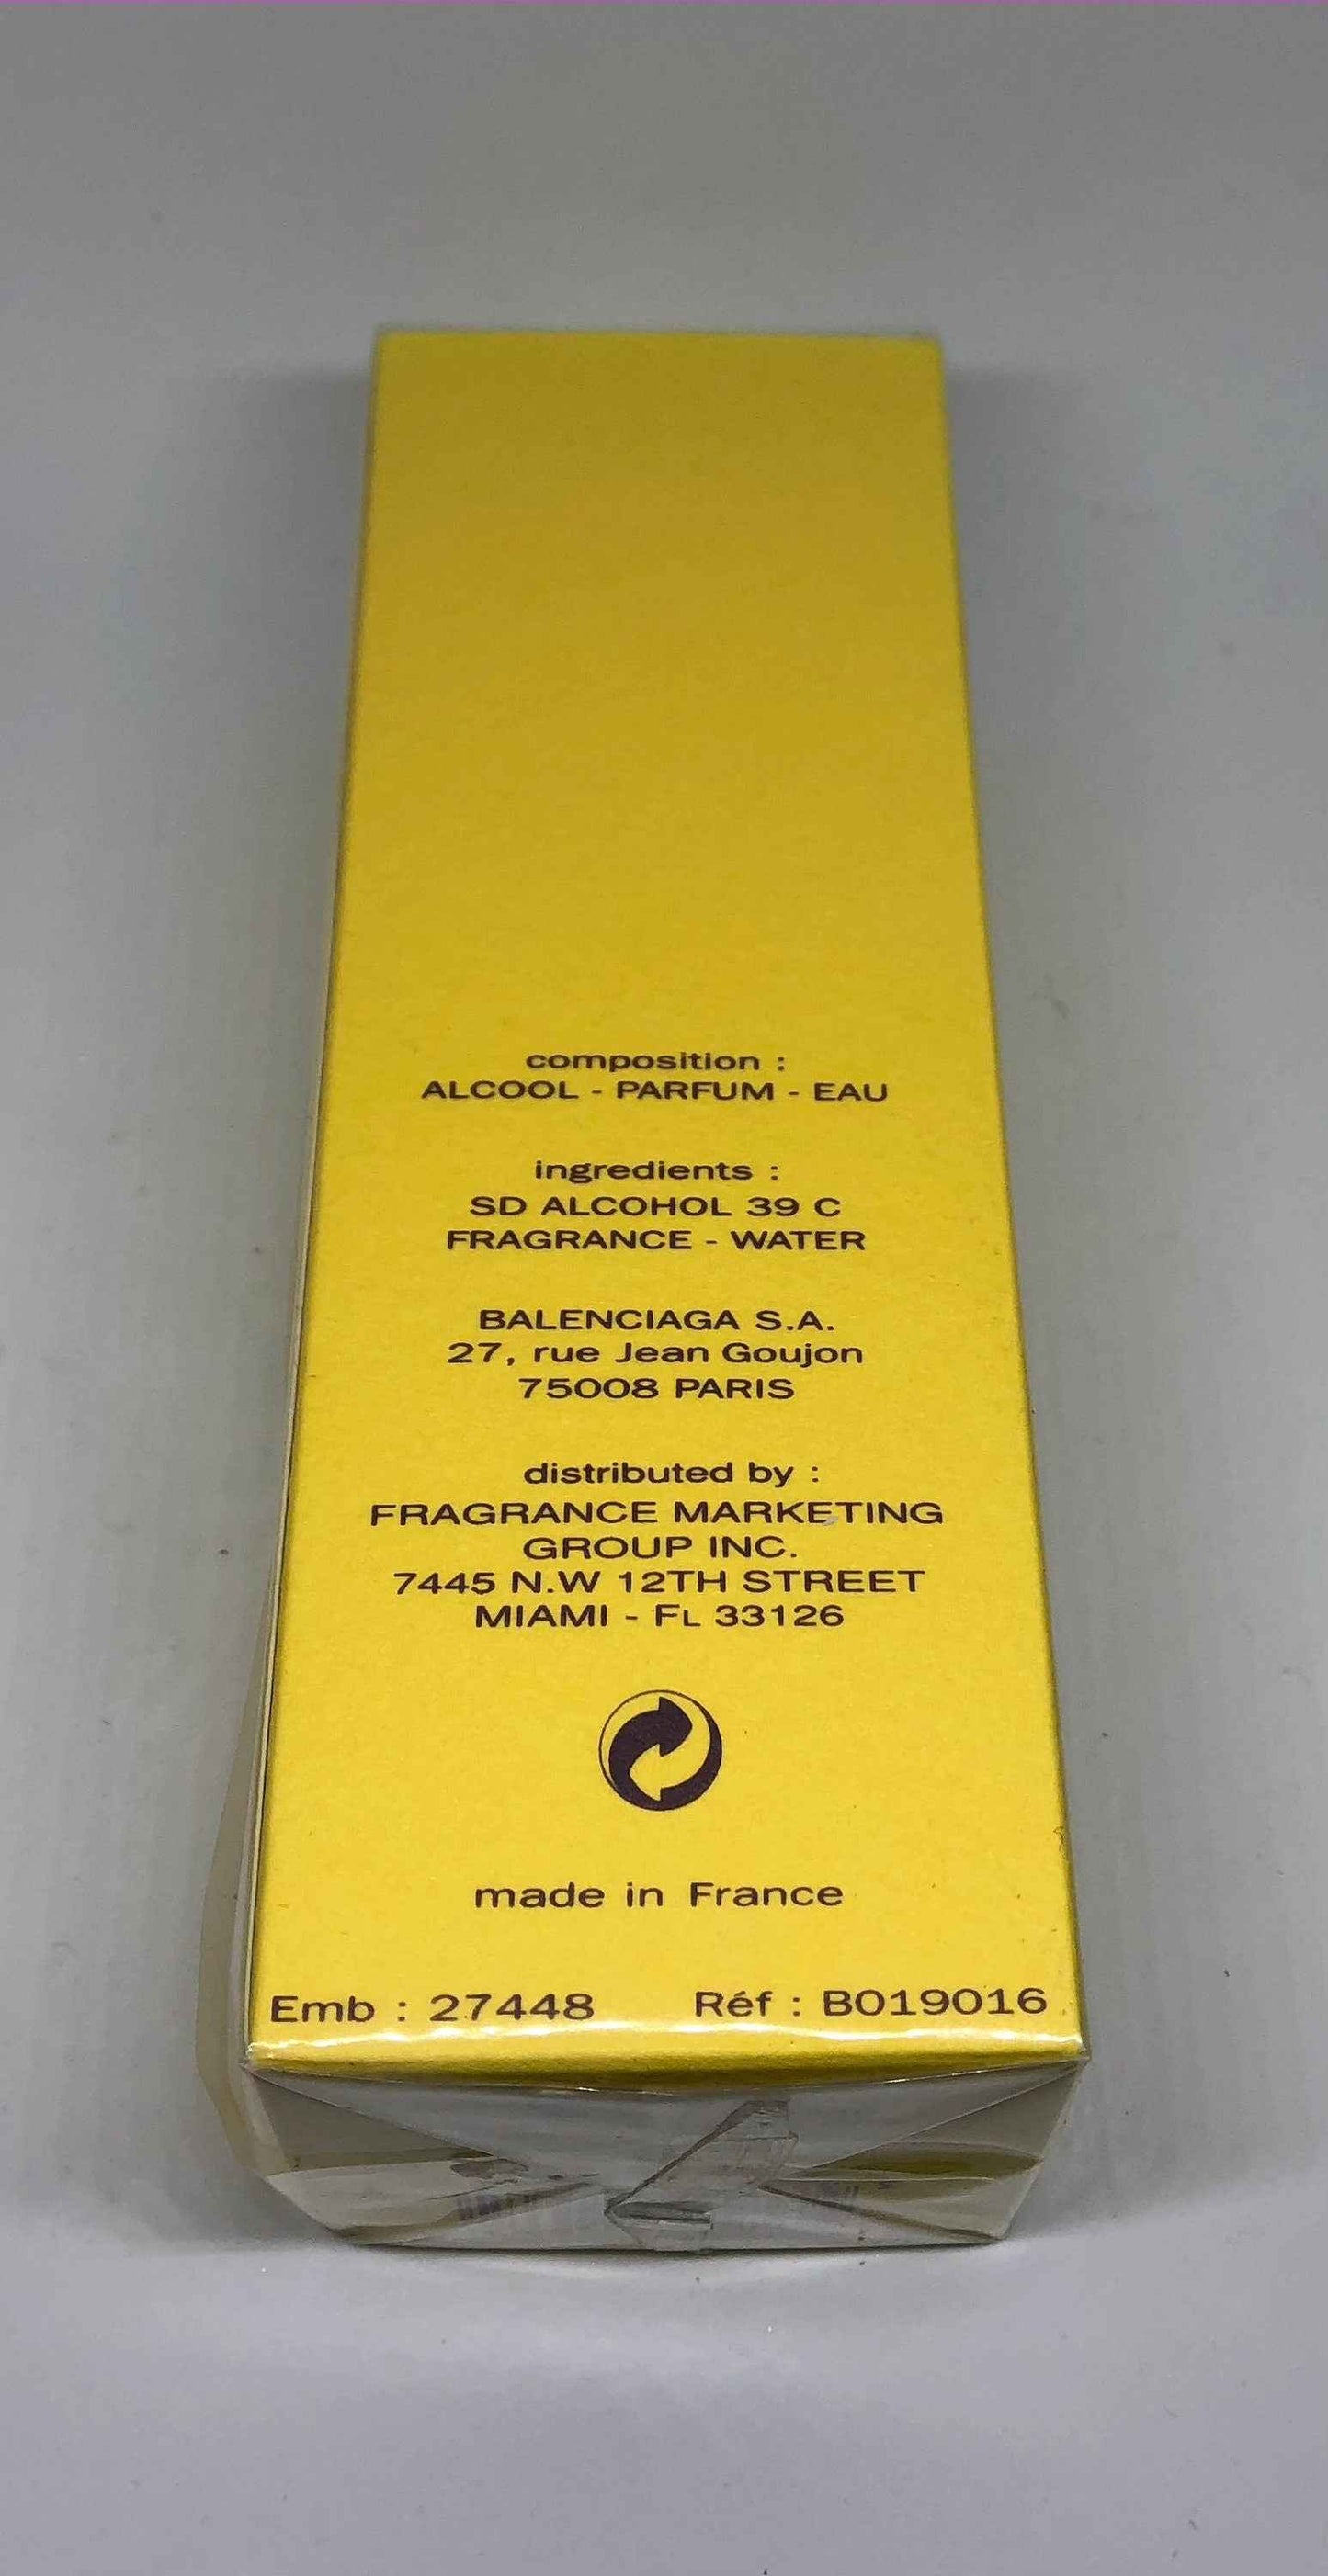 composition :
ALCOOL - PARFUM - EAU
ingredients :
SD ALCOHOL 39 C
FRAGRANCE - WATER
BALENCIAGA S.A.
27, rue Jean Goujon
75008 PARIS
distributed by :
FRAGRANCE MARKETING
GROUP INC.
7445 N.W 12TH STREET
MIAMI - FL 33126
made in France
Emb : 27448 Réf : B019016